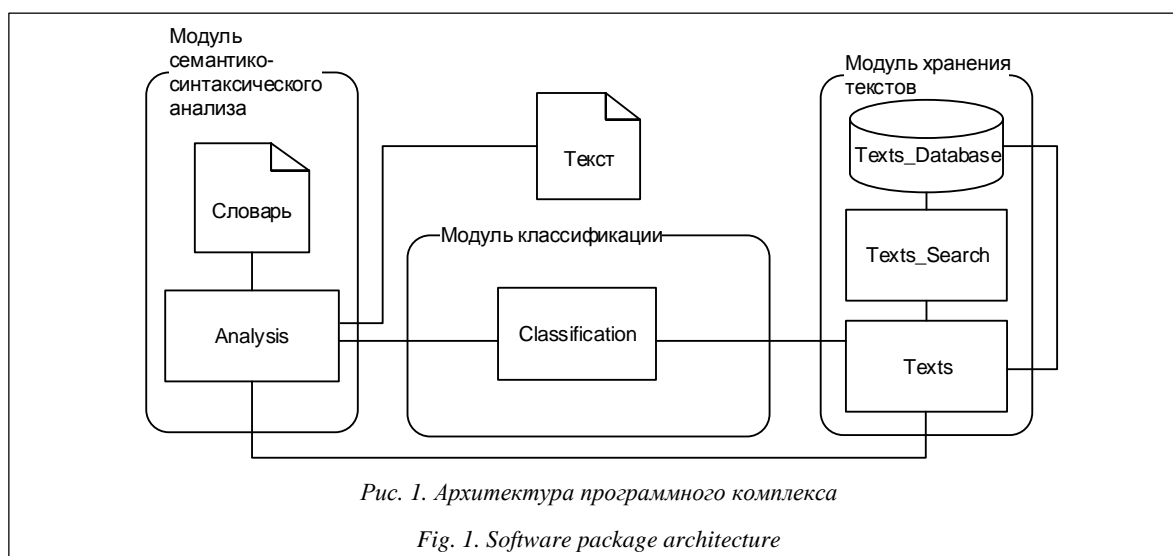 Модуль
семантико-
синтаксического
анализа
Словарь
Analysis
Текст
Модуль классификации
Classification
Модуль хранения
текстов
Texts_Database
Texts_Search
Texts
Рис. 1. Архитектура программного комплекса
Fig. 1. Software package architecture